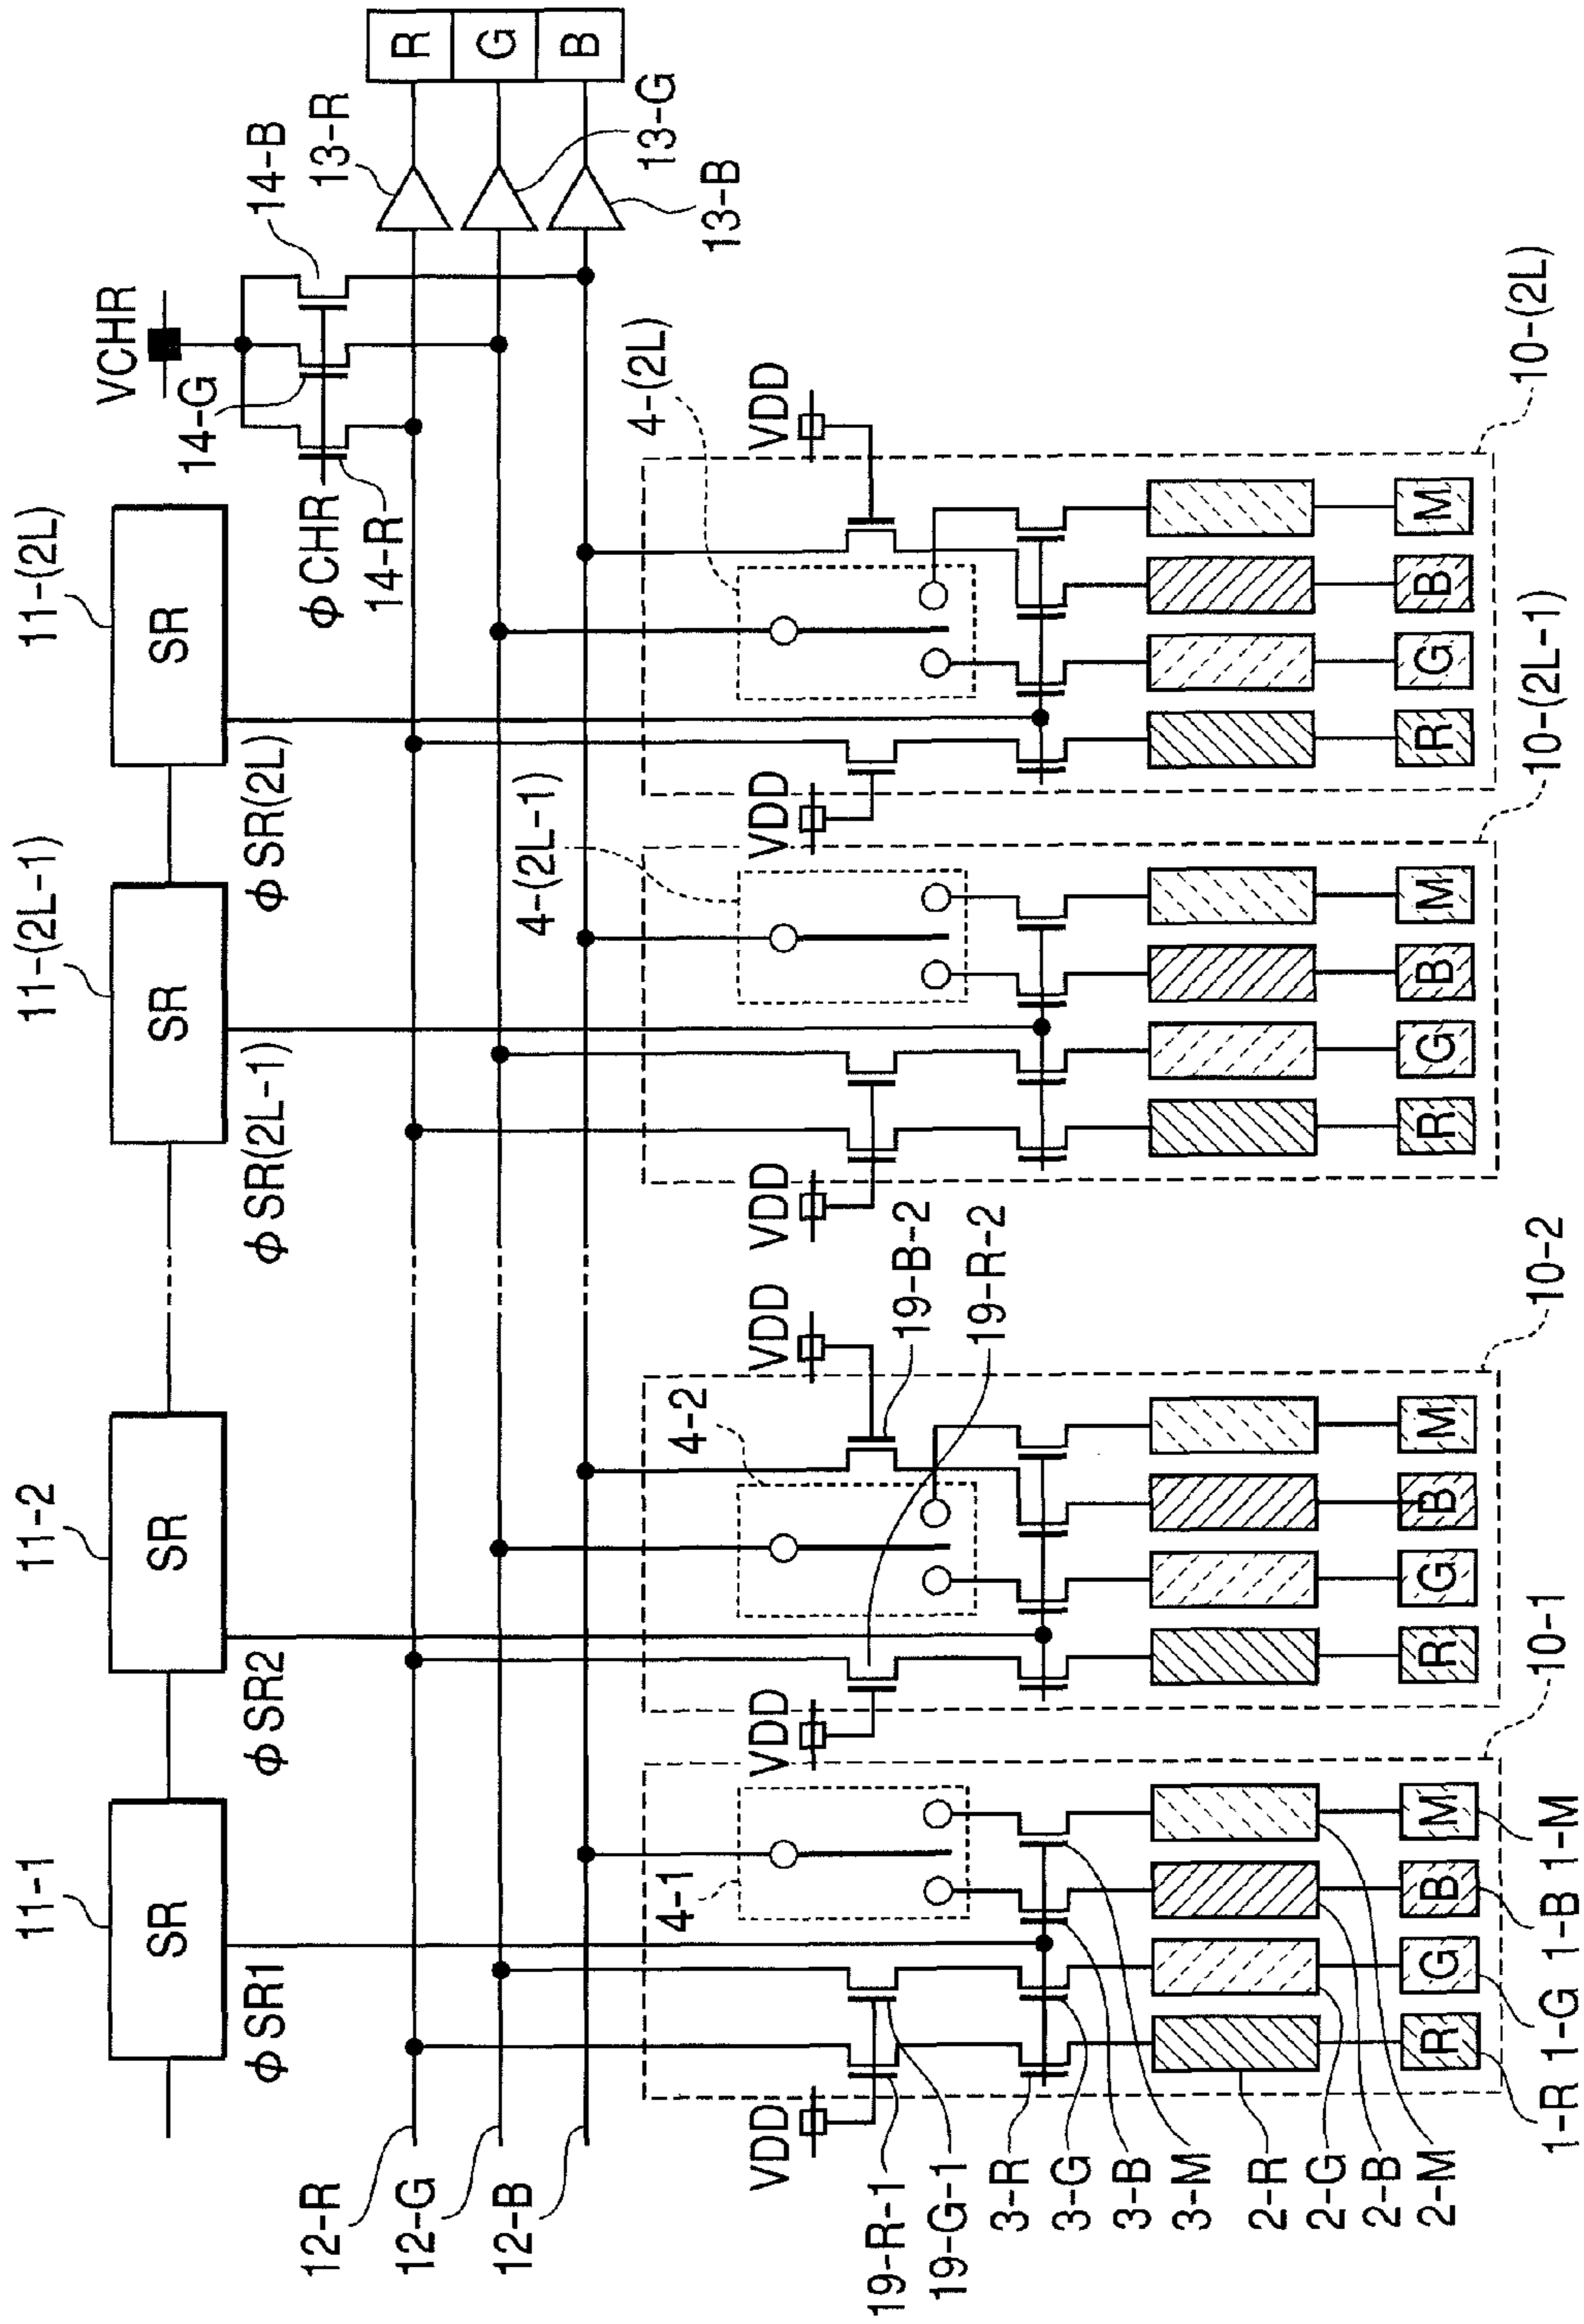 11-1
11-2
11-(2L-1)
11-(2L)
SR
SR
SR
SR
ϕSR1
ϕSR2
ϕSR(2L-1)
ϕSR(2L)
VCHR
14-G
14-B
ϕCHR
14-R
13-R
13-G
13-B
R
G
B
12-R
12-G
12-B
VDD
VDD
VDD
VDD
VDD
VDD
4-1
4-2
4-(2L-1)
4-(2L)
19-R-1
19-G-1
19-B-2
19-R-2
3-R
3-G
3-B
3-M
2-R
2-G
2-B
2-M
R
G
B
M
R
G
B
M
R
G
B
M
R
G
B
M
1-R
1-G
1-B
1-M
10-1
10-2
10-(2L-1)
10-(2L)